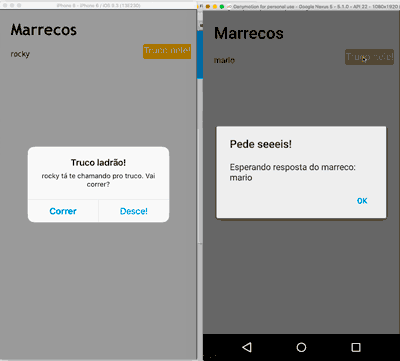 iPhone 6 - iPhone 6 / iOS 9.3 (13E230)
Marrecos
rocky
Truco nele!
Truco ladrão!
rocky tá te chamando pro truco. Vai
correr?
Correr
Desce!
Genymotion for personal use - Google Nexus 5 - 5.1.0 - API 22 - 1080x1920
Marrecos
mario
Truco nele!
Pede seeeis!
Esperando resposta do marreco:
mario
OK